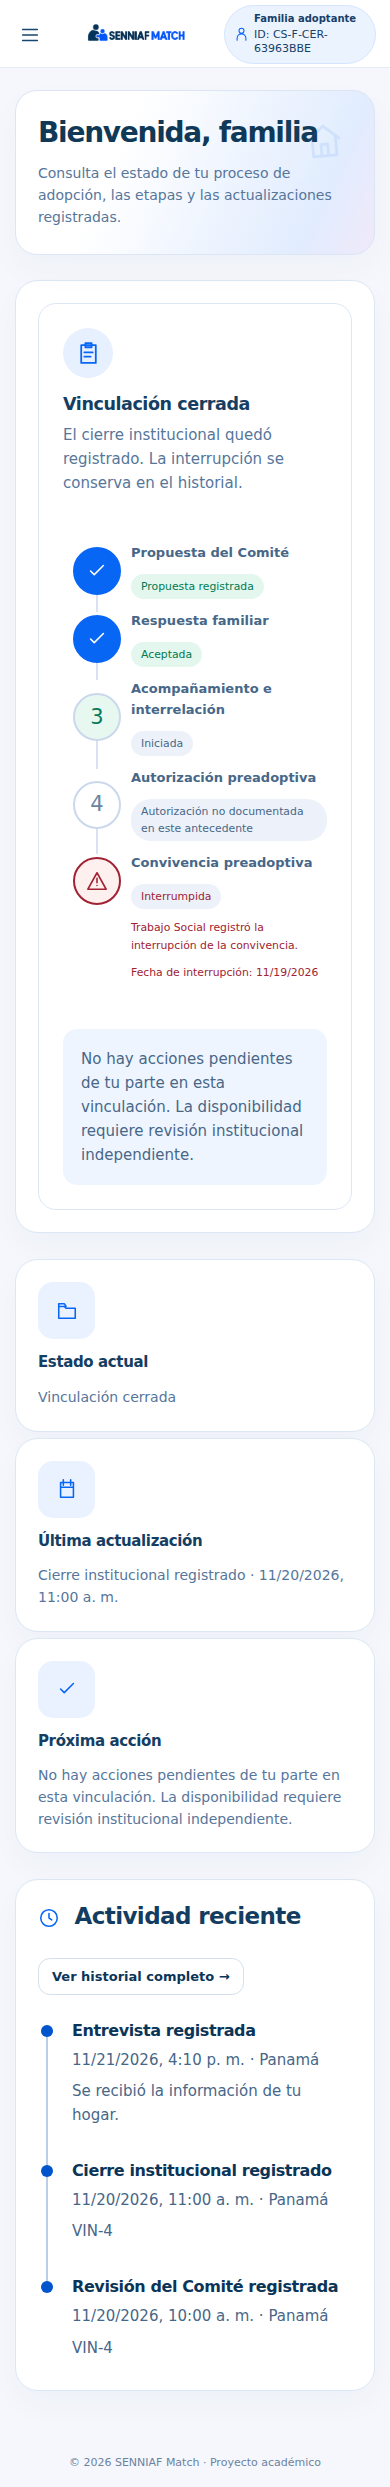 SENNIAF MATCH
Familia adoptante
ID: CS-F-CER-
63963BBE
Bienvenida, familia
Consulta el estado de tu proceso de
adopción, las etapas y las actualizaciones
registradas.
Vinculación cerrada
El cierre institucional quedó
registrado. La interrupción se
conserva en el historial.
Propuesta del Comité
Propuesta registrada
Respuesta familiar
Aceptada
Acompañamiento e
interrelación
3
Iniciada
Autorización preadoptiva
4
Autorización no documentada
en este antecedente
Convivencia preadoptiva
Interrumpida
Trabajo Social registró la
interrupción de la convivencia.
Fecha de interrupción: 11/19/2026
No hay acciones pendientes
de tu parte en esta
vinculación. La disponibilidad
requiere revisión institucional
independiente.
Estado actual
Vinculación cerrada
Última actualización
Cierre institucional registrado · 11/20/2026,
11:00 a. m.
Próxima acción
No hay acciones pendientes de tu parte en
esta vinculación. La disponibilidad requiere
revisión institucional independiente.
Actividad reciente
Ver historial completo →
Entrevista registrada
11/21/2026, 4:10 p. m. · Panamá
Se recibió la información de tu
hogar.
Cierre institucional registrado
11/20/2026, 11:00 a. m. · Panamá
VIN-4
Revisión del Comité registrada
11/20/2026, 10:00 a. m. · Panamá
VIN-4
© 2026 SENNIAF Match · Proyecto académico